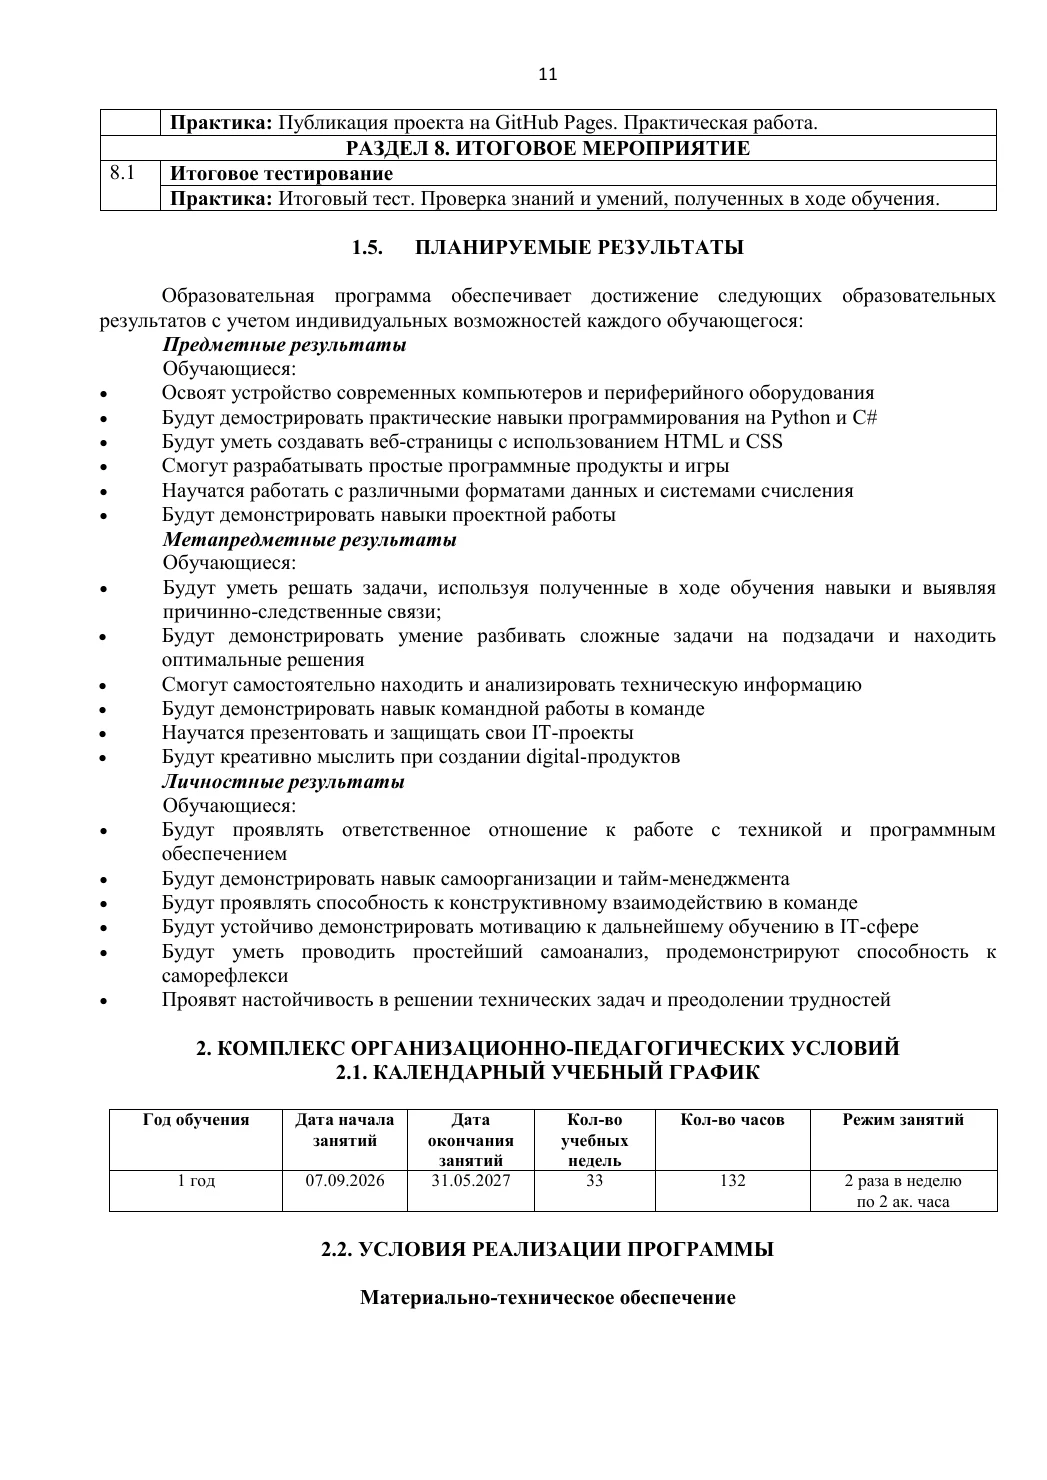 11
Практика: Публикация проекта на GitHub Pages. Практическая работа.
РАЗДЕЛ 8. ИТОГОВОЕ МЕРОПРИЯТИЕ
8.1 Итоговое тестирование
Практика: Итоговый тест. Проверка знаний и умений, полученных в ходе обучения.
1.5. ПЛАНИРУЕМЫЕ РЕЗУЛЬТАТЫ
Образовательная программа обеспечивает достижение следующих образовательных
результатов с учетом индивидуальных возможностей каждого обучающегося:
Предметные результаты
Обучающиеся:
• Освоят устройство современных компьютеров и периферийного оборудования
• Будут демострировать практические навыки программирования на Python и C#
• Будут уметь создавать веб-страницы с использованием HTML и CSS
• Смогут разрабатывать простые программные продукты и игры
• Научатся работать с различными форматами данных и системами счисления
• Будут демонстрировать навыки проектной работы
Метапредметные результаты
Обучающиеся:
• Будут уметь решать задачи, используя полученные в ходе обучения навыки и выявляя
причинно-следственные связи;
• Будут демонстрировать умение разбивать сложные задачи на подзадачи и находить
оптимальные решения
• Смогут самостоятельно находить и анализировать техническую информацию
• Будут демонстрировать навык командной работы в команде
• Научатся презентовать и защищать свои IT-проекты
• Будут креативно мыслить при создании digital-продуктов
Личностные результаты
Обучающиеся:
• Будут проявлять ответственное отношение к работе с техникой и программным
обеспечением
• Будут демонстрировать навык самоорганизации и тайм-менеджмента
• Будут проявлять способность к конструктивному взаимодействию в команде
• Будут устойчиво демонстрировать мотивацию к дальнейшему обучению в IT-сфере
• Будут уметь проводить простейший самоанализ, продемонстрируют способность к
саморефлекси
• Проявят настойчивость в решении технических задач и преодолении трудностей
2. КОМПЛЕКС ОРГАНИЗАЦИОННО-ПЕДАГОГИЧЕСКИХ УСЛОВИЙ
2.1. КАЛЕНДАРНЫЙ УЧЕБНЫЙ ГРАФИК
Год обучения Дата начала Дата Кол-во Кол-во часов Режим занятий
занятий окончания учебных
занятий недель
1 год 07.09.2026 31.05.2027 33 132 2 раза в неделю
по 2 ак. часа
2.2. УСЛОВИЯ РЕАЛИЗАЦИИ ПРОГРАММЫ
Материально-техническое обеспечение